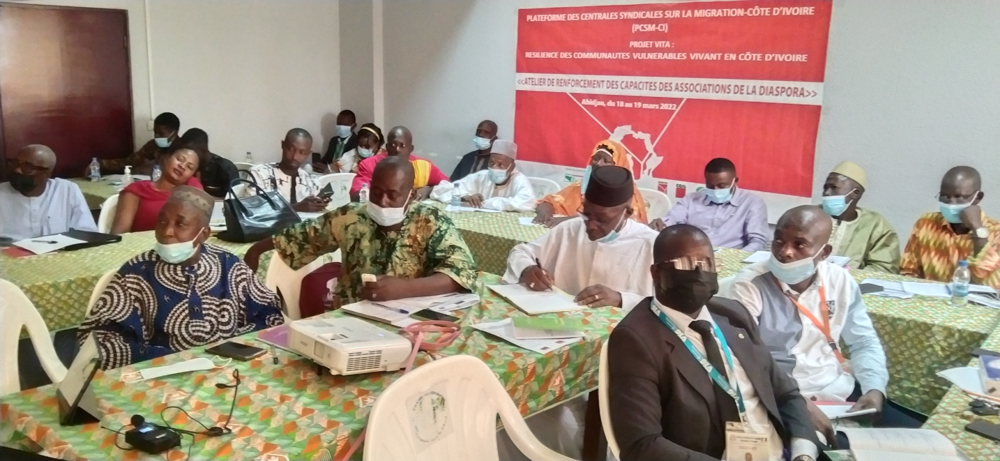 PLATEFORME DES CENTRALES SYNDICALES SUR LA MIGRATION-CÔTE D'IVOIRE
(PCSM-CI)
PROJET VITA :
RESILIENCE DES COMMUNAUTES VULNERABLES VIVANT EN CÔTE D'IVOIRE
<<ATELIER DE RENFORCEMENT DES CAPACITES DES ASSOCIATIONS DE LA DIASPORA>>
Abidjan, du 18 au 19 mars 2022
CGIL